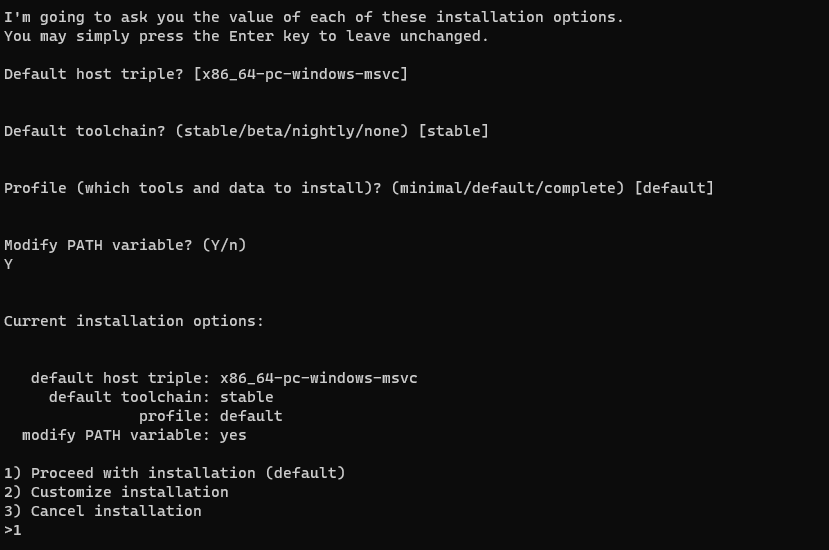 I'm going to ask you the value of each of these installation options.
You may simply press the Enter key to leave unchanged.
Default host triple? [x86_64-pc-windows-msvc]
Default toolchain? (stable/beta/nightly/none) [stable]
Profile (which tools and data to install)? (minimal/default/complete) [default]
Modify PATH variable? (Y/n)
Y
Current installation options:
default host triple: x86_64-pc-windows-msvc
default toolchain: stable
profile: default
modify PATH variable: yes
1) Proceed with installation (default)
2) Customize installation
3) Cancel installation
>1